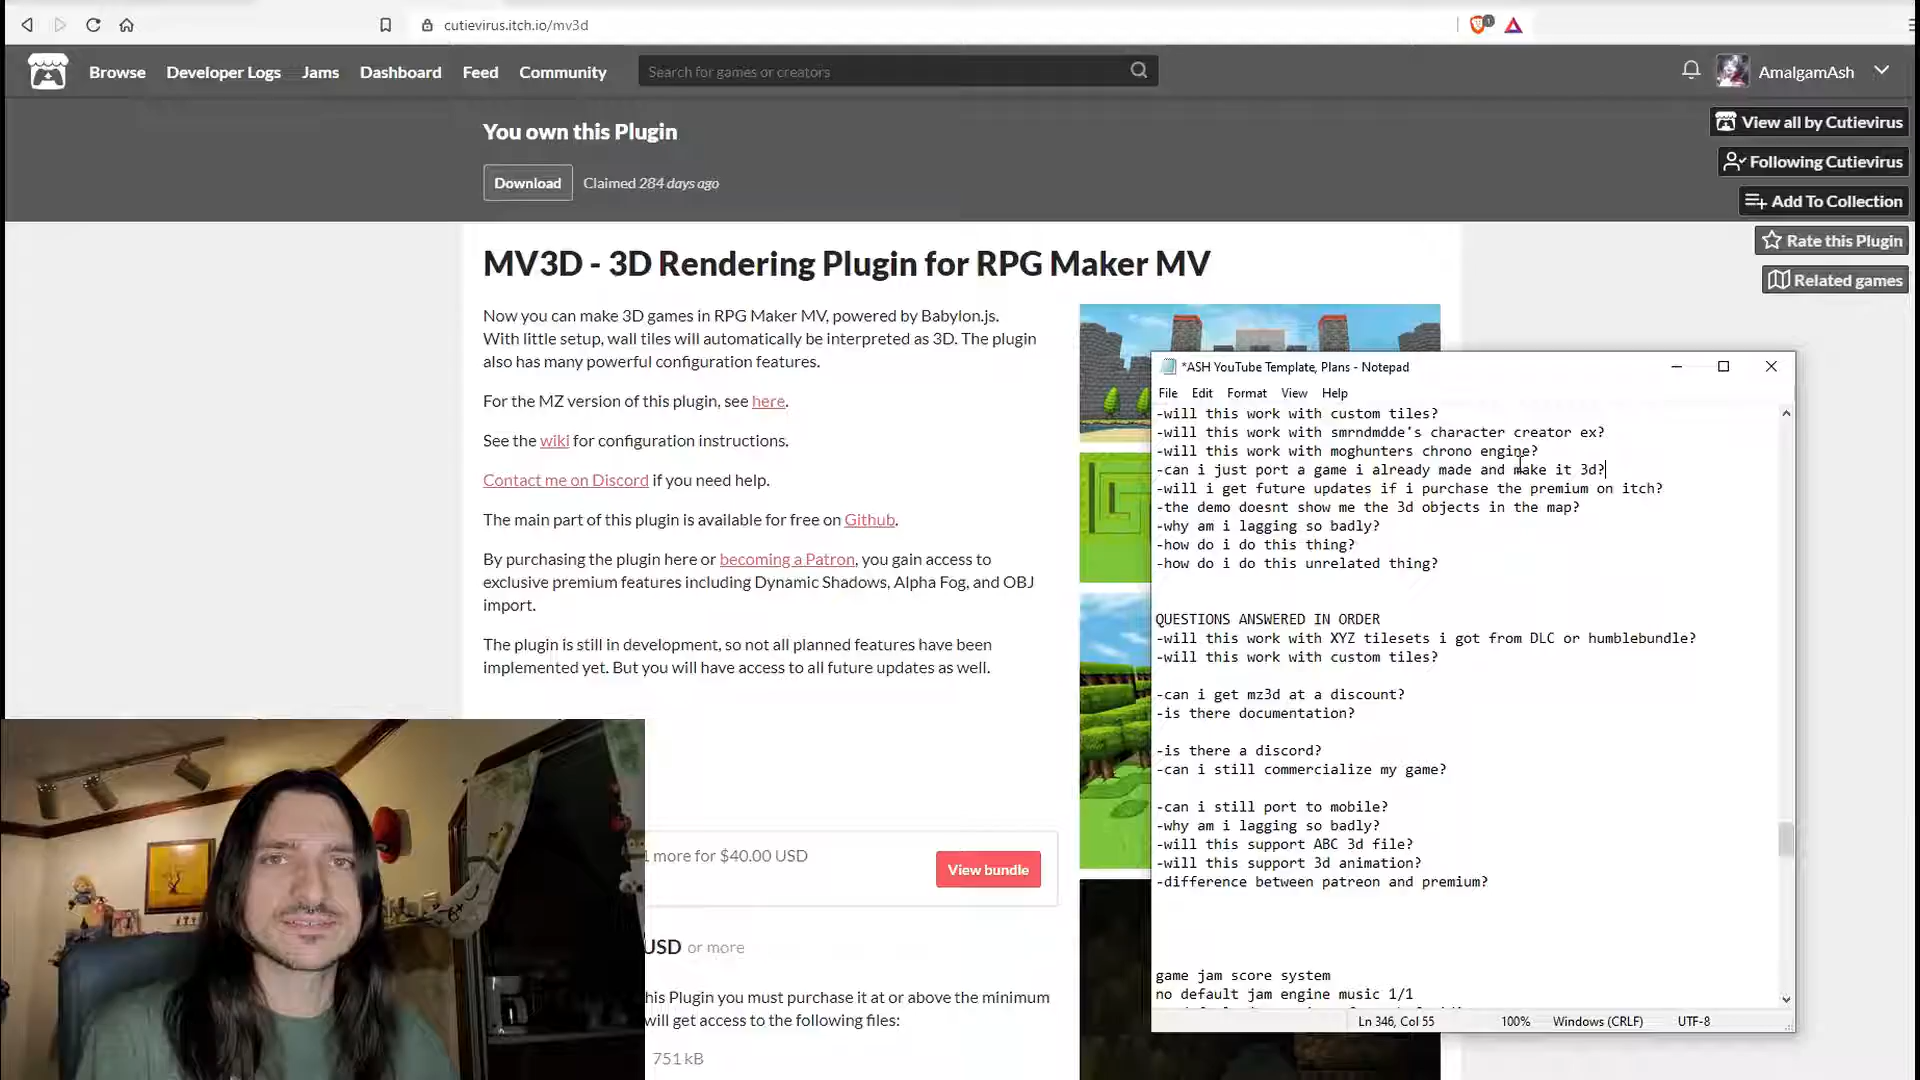 cutievirus.itch.io/mv3d
1
Browse
Developer Logs
Jams
Dashboard
Feed
Community
Search for games or creators
AmalgamAsh
You own this Plugin
Download
Claimed 284 days ago
View all by Cutievirus
Following Cutievirus
Add To Collection
Rate this Plugin
Related games
MV3D - 3D Rendering Plugin for RPG Maker MV
Now you can make 3D games in RPG Maker MV, powered by Babylon.js.
With little setup, wall tiles will automatically be interpreted as 3D. The plugin
also has many powerful configuration features.
For the MZ version of this plugin, see here.
See the wiki for configuration instructions.
Contact me on Discord if you need help.
The main part of this plugin is available for free on Github.
By purchasing the plugin here or becoming a Patron, you gain access to
exclusive premium features including Dynamic Shadows, Alpha Fog, and OBJ
import.
The plugin is still in development, so not all planned features have been
implemented yet. But you will have access to all future updates as well.
1 more for $40.00 USD
View bundle
USD or more
his Plugin you must purchase it at or above the minimum
will get access to the following files:
751 kB
*ASH YouTube Template, Plans - Notepad
File Edit Format View Help
-will this work with custom tiles?
-will this work with smrndmdde's character creator ex?
-will this work with moghunters chrono engine?
-can i just port a game i already made and make it 3d?
-will i get future updates if i purchase the premium on itch?
-the demo doesnt show me the 3d objects in the map?
-why am i lagging so badly?
-how do i do this thing?
-how do i do this unrelated thing?
QUESTIONS ANSWERED IN ORDER
-will this work with XYZ tilesets i got from DLC or humblebundle?
-will this work with custom tiles?
-can i get mz3d at a discount?
-is there documentation?
-is there a discord?
-can i still commercialize my game?
-can i still port to mobile?
-why am i lagging so badly?
-will this support ABC 3d file?
-will this support 3d animation?
-difference between patreon and premium?
game jam score system
no default jam engine music 1/1
Ln 346, Col 55
100%
Windows (CRLF)
UTF-8